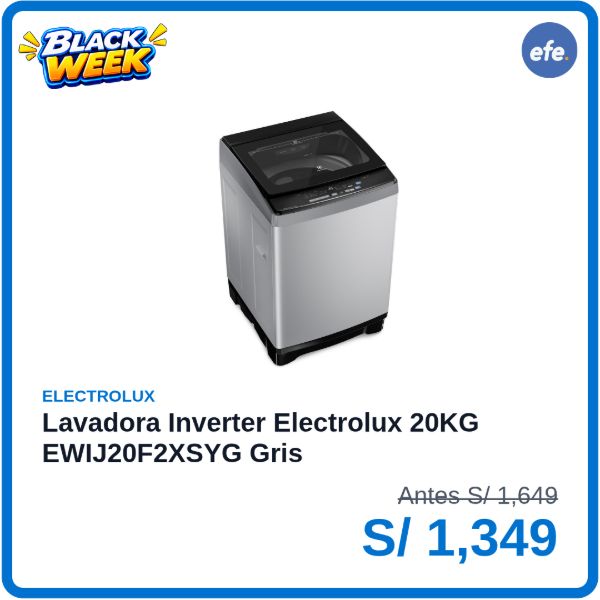 BLACK
WEEK
efe.
ELECTROLUX
Lavadora Inverter Electrolux 20KG
EWIJ20F2XSYG Gris
Antes S/ 1,649
S/ 1,349